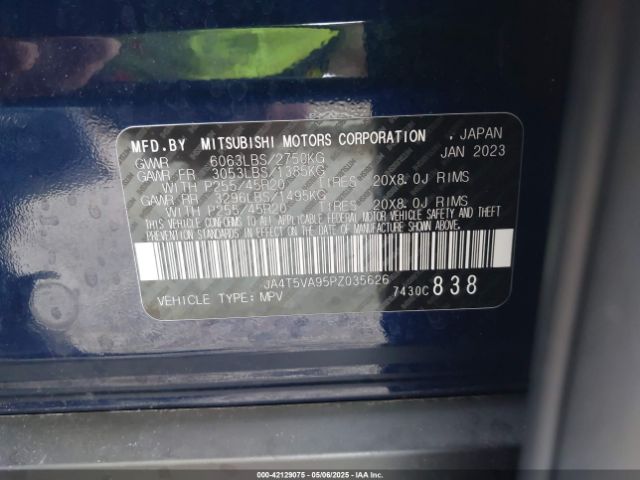 MFD.BY MITSUBISHI MOTORS CORPORATION , JAPAN
GVWR 6063LBS/2750KG JAN 2023
GAWR FR 3053LBS/1385KG
WITH P255/45R20 TIRES 20X8.0J RIMS
GAWR RR 3296LBS/1495KG
WITH P255/45R20 TIRES 20X8.0J RIMS
THIS VEHICLE CONFORMS TO ALL APPLICABLE FEDERAL MOTOR VEHICLE SAFETY AND THEFT
PREVENTION STANDARDS IN EFFECT ON THE DATE OF MANUFACTURE SHOWN ABOVE.
JA4T5VA95PZ035626
VEHICLE TYPE: MPV 7430C 838
000-42129075 - 05/06/2025 - IAAI.COM